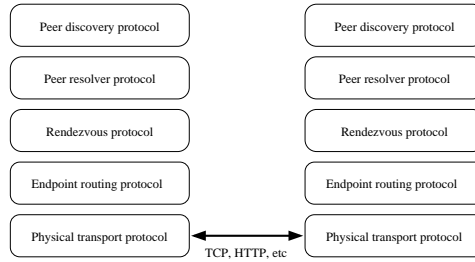 Peer discovery protocol
Peer discovery protocol
Peer resolver protocol
Peer resolver protocol
Rendezvous protocol
Rendezvous protocol
Endpoint routing protocol
Endpoint routing protocol
Physical transport protocol
Physical transport protocol
TCP, HTTP, etc